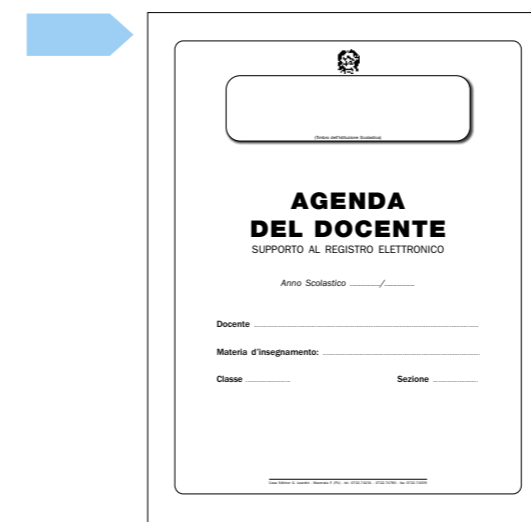 (Timbro dell'Istituzione Scolastica)
AGENDA
DEL DOCENTE
SUPPORTO AL REGISTRO ELETTRONICO
Anno Scolastico ............/............
Docente ............
Materia d'insegnamento: ............
Classe ............ Sezione ............